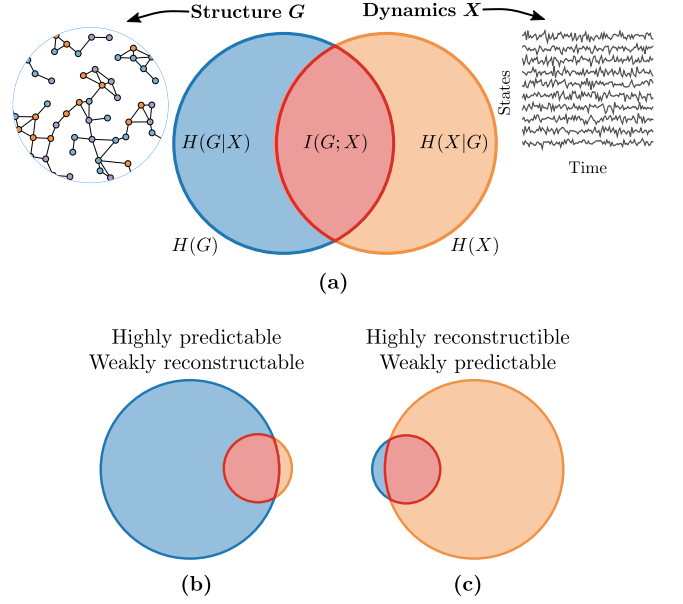 Structure G
Dynamics X
States
Time
H(G|X)
I(G; X)
H(X|G)
H(G)
H(X)
(a)
Highly predictable
Weakly reconstructable
Highly reconstructible
Weakly predictable
(b)
(c)